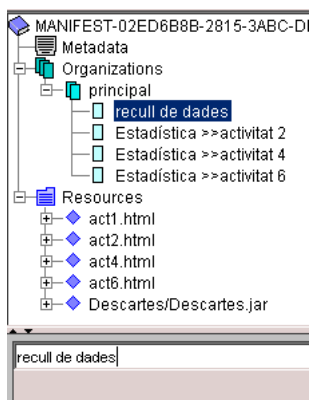 MANIFEST-02ED6B8B-2815-3ABC-D
Metadata
Organizations
principal
recull de dades
Estadística >>activitat 2
Estadística >>activitat 4
Estadística >>activitat 6
Resources
act1.html
act2.html
act4.html
act6.html
Descartes/Descartes.jar
recull de dades